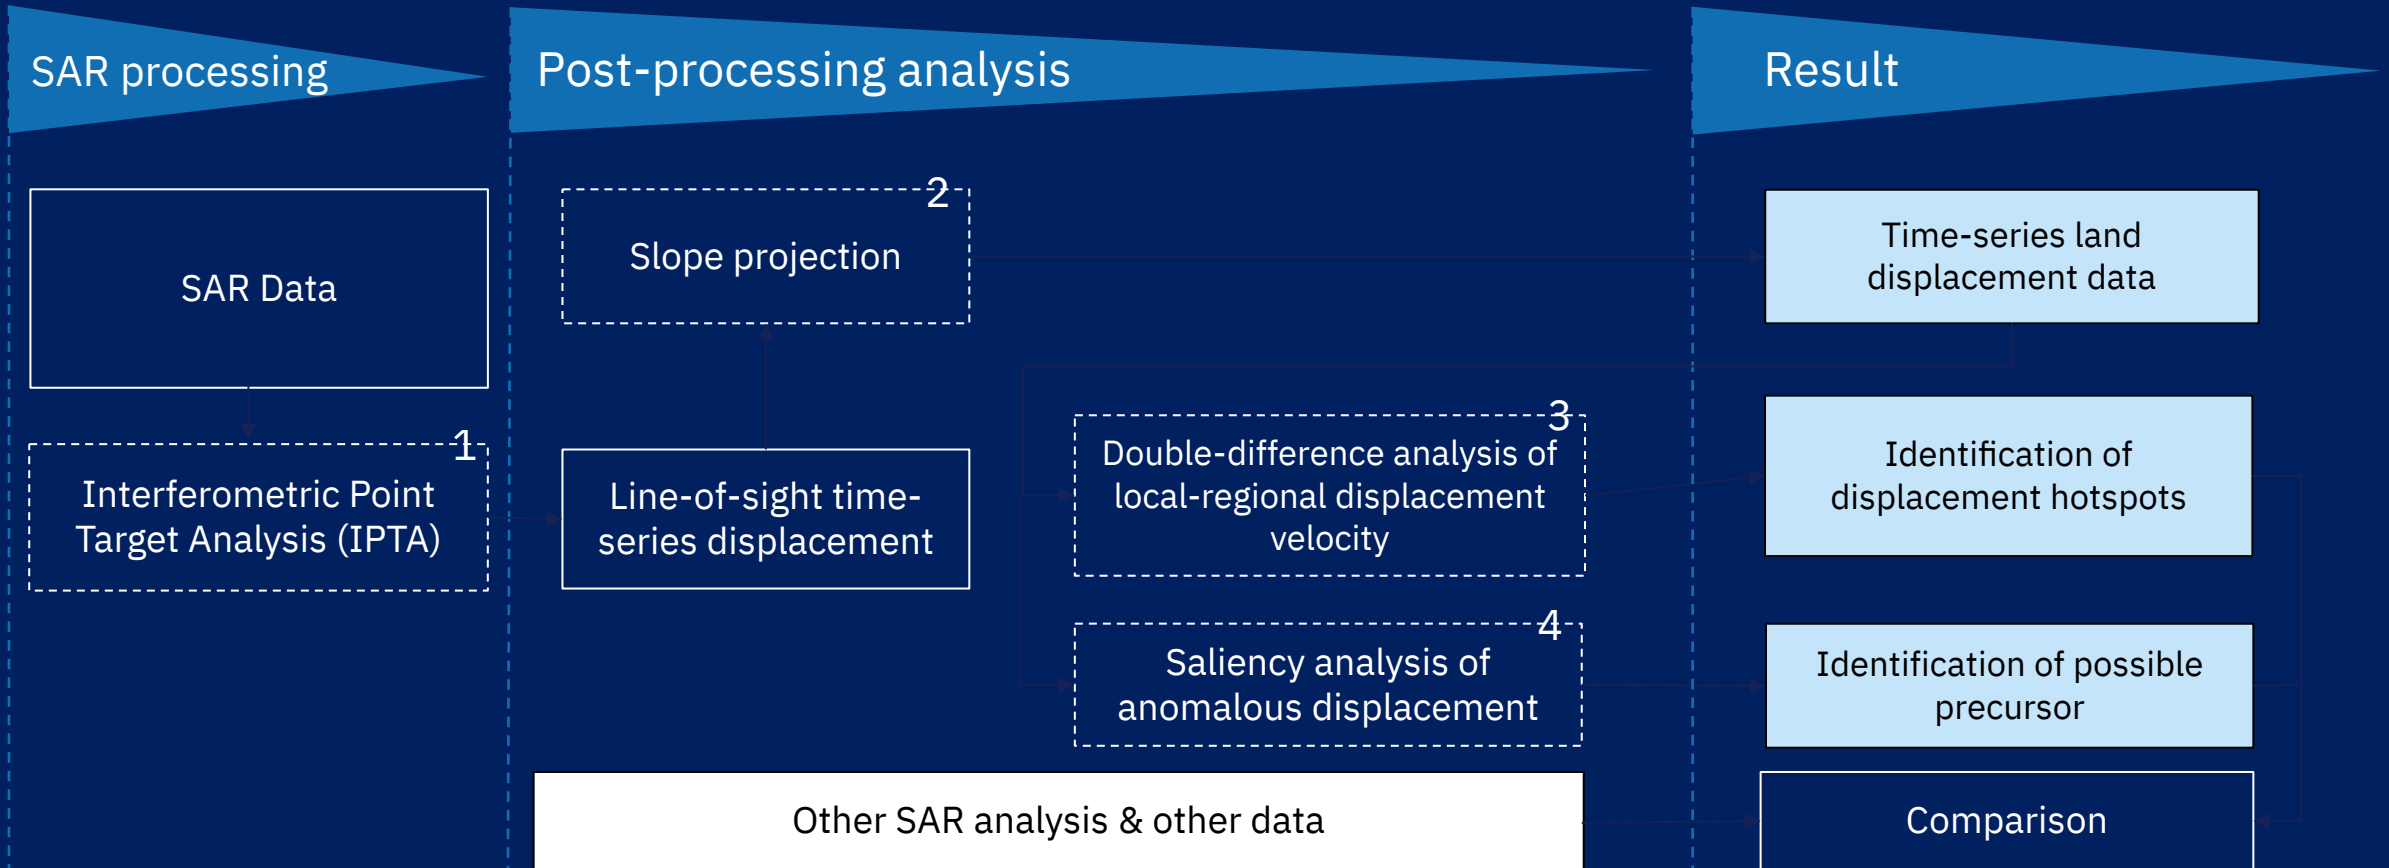 SAR processing
Post-processing analysis
Result
SAR Data
1
Interferometric Point
Target Analysis (IPTA)
2
Slope projection
Line-of-sight time-
series displacement
3
Double-difference analysis of
local-regional displacement
velocity
4
Saliency analysis of
anomalous displacement
Other SAR analysis & other data
Time-series land
displacement data
Identification of
displacement hotspots
Identification of possible
precursor
Comparison